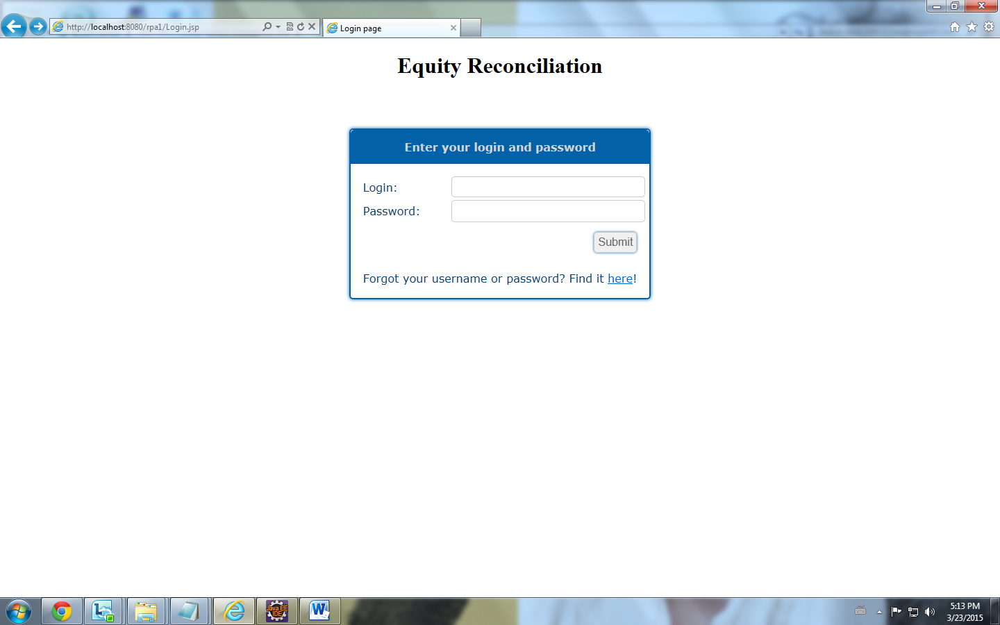 http://localhost:8080/rpa1/Login.jsp
Login page
Equity Reconciliation
Enter your login and password
Login:
Password:
Submit
Forgot your username or password? Find it here!
Java EE
IDE
5:13 PM
3/23/2015